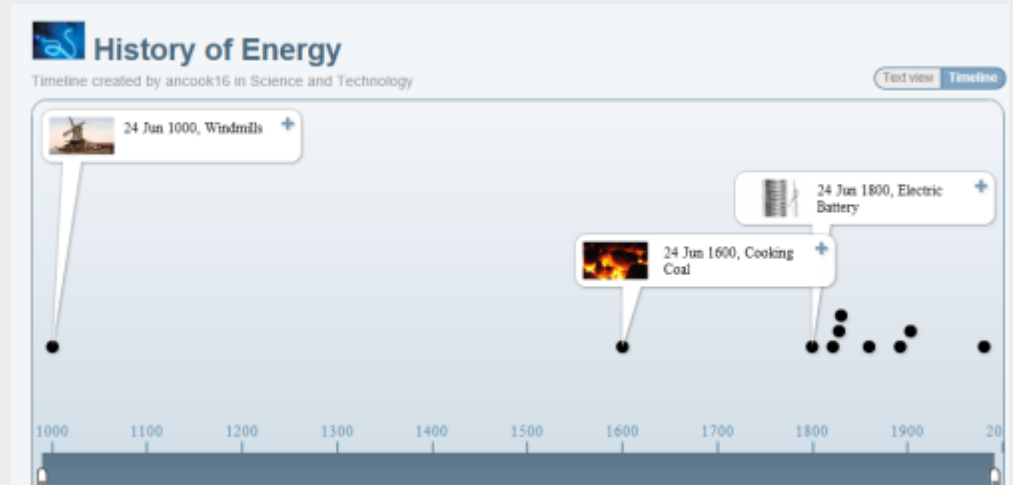 History of Energy
Timeline created by ancook16 in Science and Technology
Text view Timeline
24 Jun 1000, Windmills
24 Jun 1800, Electric
Battery
24 Jun 1600, Cooking
Coal
1000 1100 1200 1300 1400 1500 1600 1700 1800 1900 20